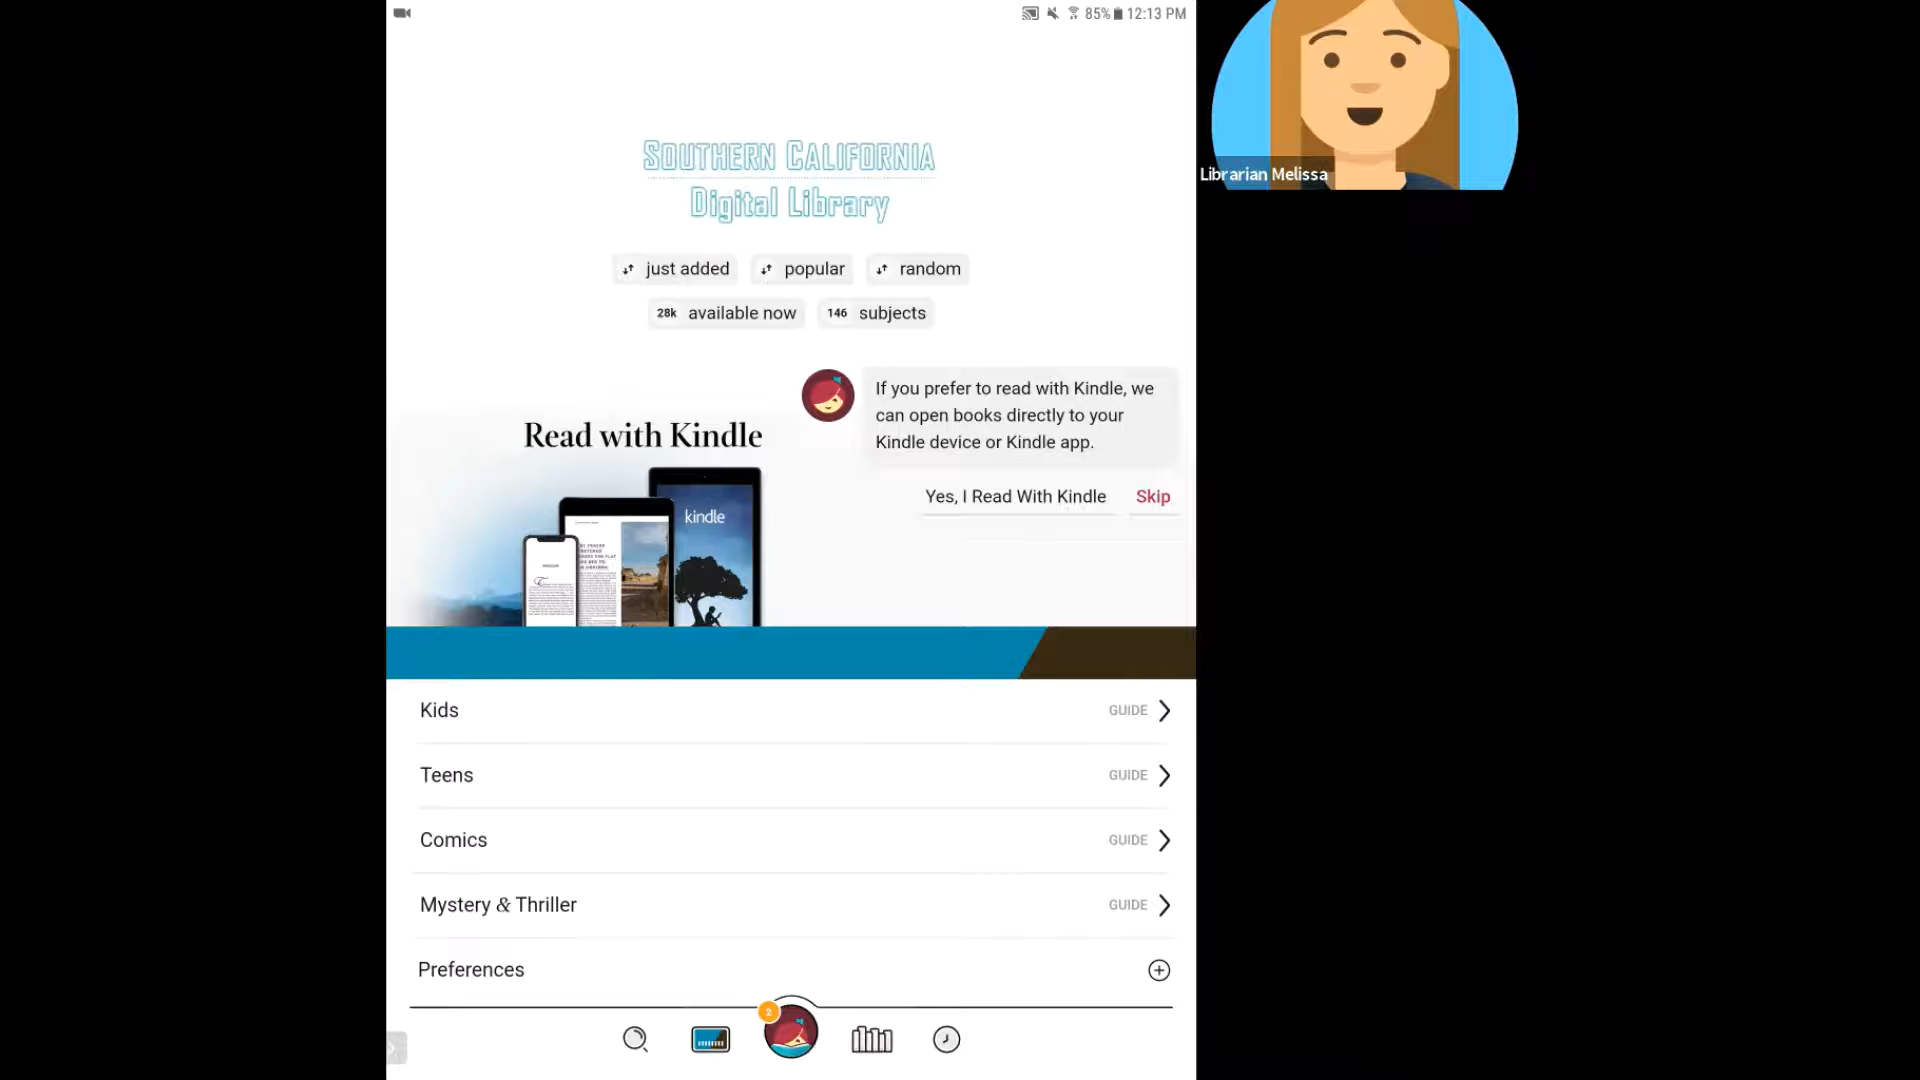 85% 12:13 PM
Librarian Melissa
SOUTHERN CALIFORNIA
Digital Library
just added popular random
28k available now 146 subjects
If you prefer to read with Kindle, we
can open books directly to your
Kindle device or Kindle app.
Read with Kindle
Yes, I Read With Kindle Skip
kindle
Kids GUIDE
Teens GUIDE
Comics GUIDE
Mystery & Thriller GUIDE
Preferences
2